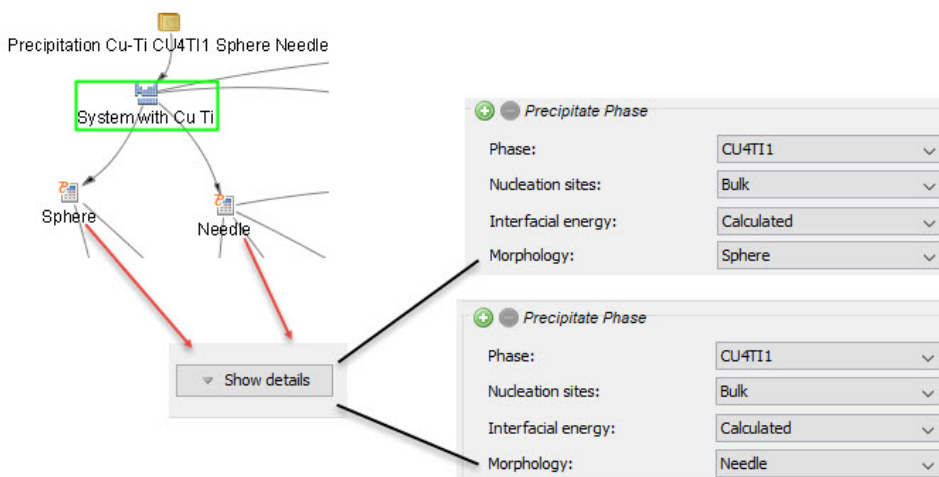 Precipitation Cu-Ti CU4TI1 Sphere Needle
System with Cu Ti
Sphere
Needle
Show details
Precipitate Phase
Phase: CU4TI1
Nucleation sites: Bulk
Interfacial energy: Calculated
Morphology: Sphere
Precipitate Phase
Phase: CU4TI1
Nucleation sites: Bulk
Interfacial energy: Calculated
Morphology: Needle